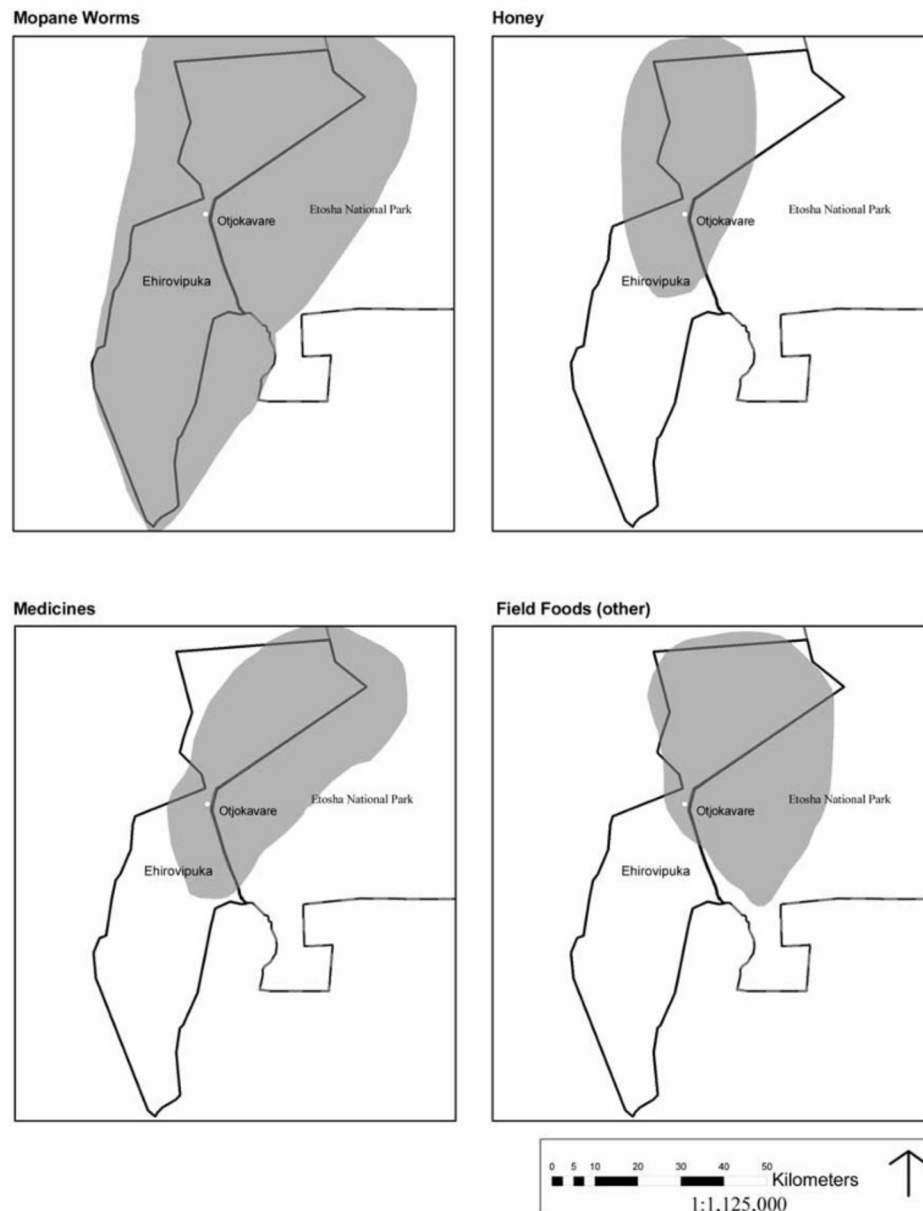 Mopane Worms
Honey
Etosha National Park
Otjokavare
Ehirovipuka
Etosha National Park
Otjokavare
Ehirovipuka
Medicines
Field Foods (other)
Etosha National Park
Otjokavare
Ehirovipuka
Etosha National Park
Otjokavare
Ehirovipuka
0 5 10 20 30 40 50
Kilometers
1:1,125,000